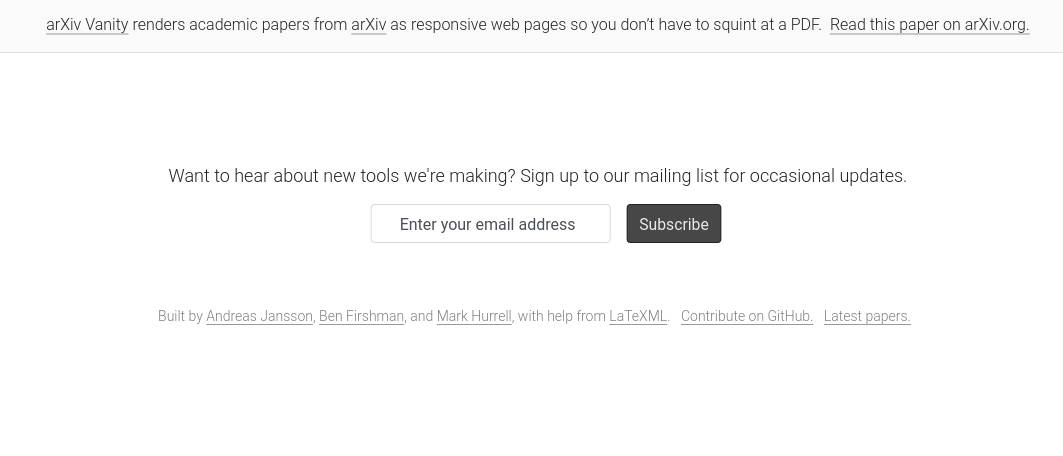 arXiv Vanity renders academic papers from arXiv as responsive web pages so you don’t have to squint at a PDF. Read this paper on arXiv.org.
Want to hear about new tools we're making? Sign up to our mailing list for occasional updates.
Enter your email address Subscribe
Built by Andreas Jansson, Ben Firshman, and Mark Hurrell, with help from LaTeXML. Contribute on GitHub. Latest papers.